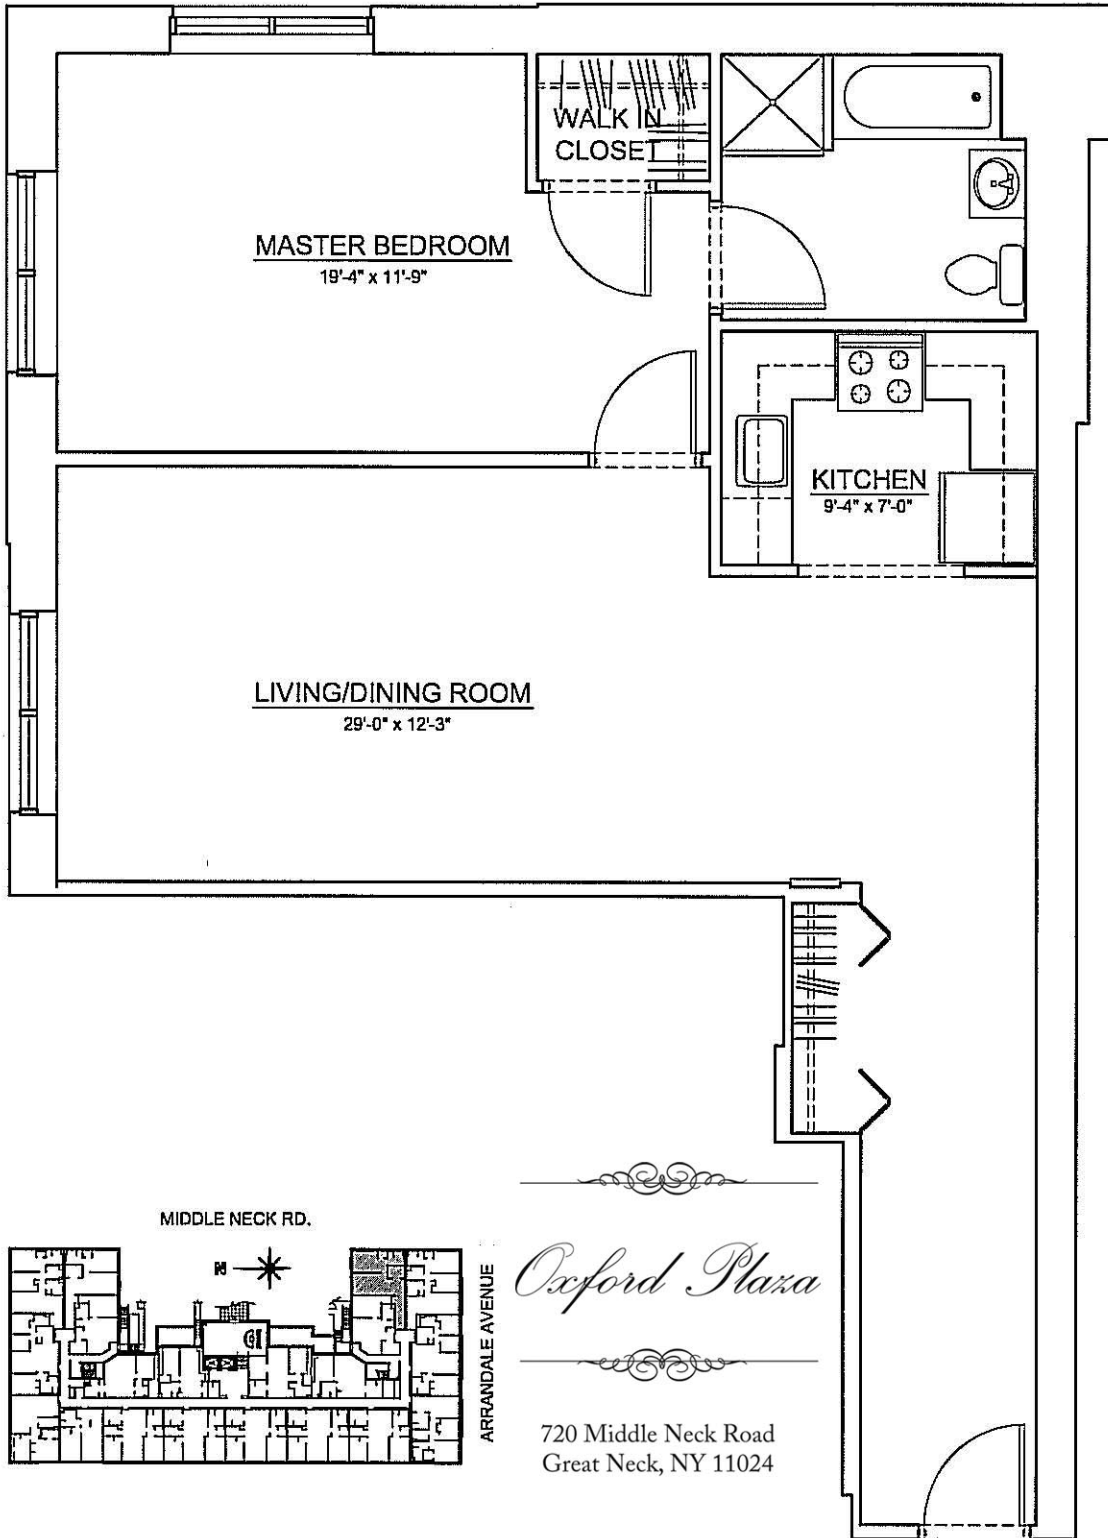 WALK IN
CLOSET
MASTER BEDROOM
19'-4" x 11'-9"
KITCHEN
9'-4" x 7'-0"
LIVING/DINING ROOM
29'-0" x 12'-3"
MIDDLE NECK RD.
N
ARRANDALE AVENUE
Oxford Plaza
720 Middle Neck Road
Great Neck, NY 11024